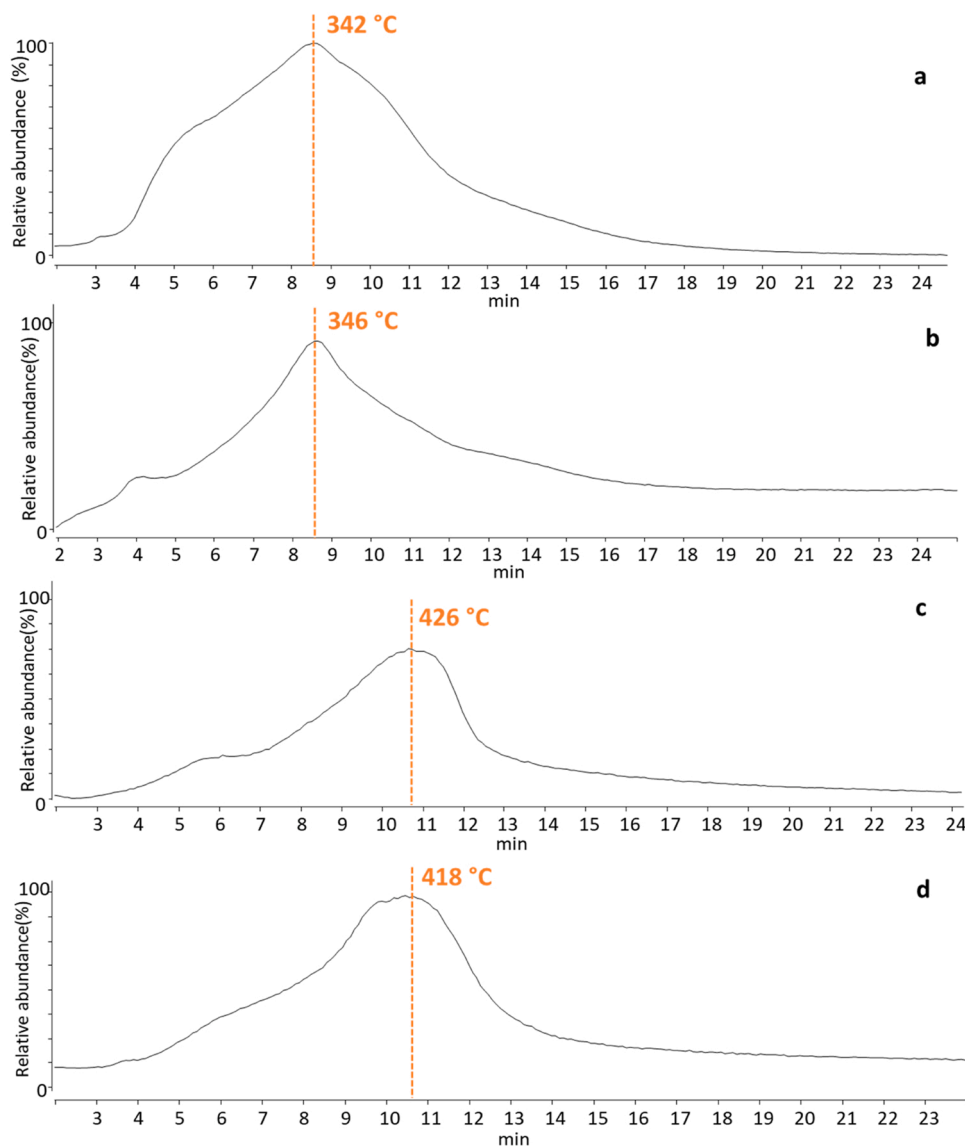 342 °C
100
a
Relative abundance (%)
0
3 4 5 6 7 8 9 10 11 12 13 14 15 16 17 18 19 20 21 22 23 24
min
346 °C
100
b
Relative abundance(%)
0
2 3 4 5 6 7 8 9 10 11 12 13 14 15 16 17 18 19 20 21 22 23 24
min
100
c
426 °C
Relative abundance(%)
0
3 4 5 6 7 8 9 10 11 12 13 14 15 16 17 18 19 20 21 22 23 24
min
418 °C
100
d
Relative abundance(%)
0
3 4 5 6 7 8 9 10 11 12 13 14 15 16 17 18 19 20 21 22 23
min